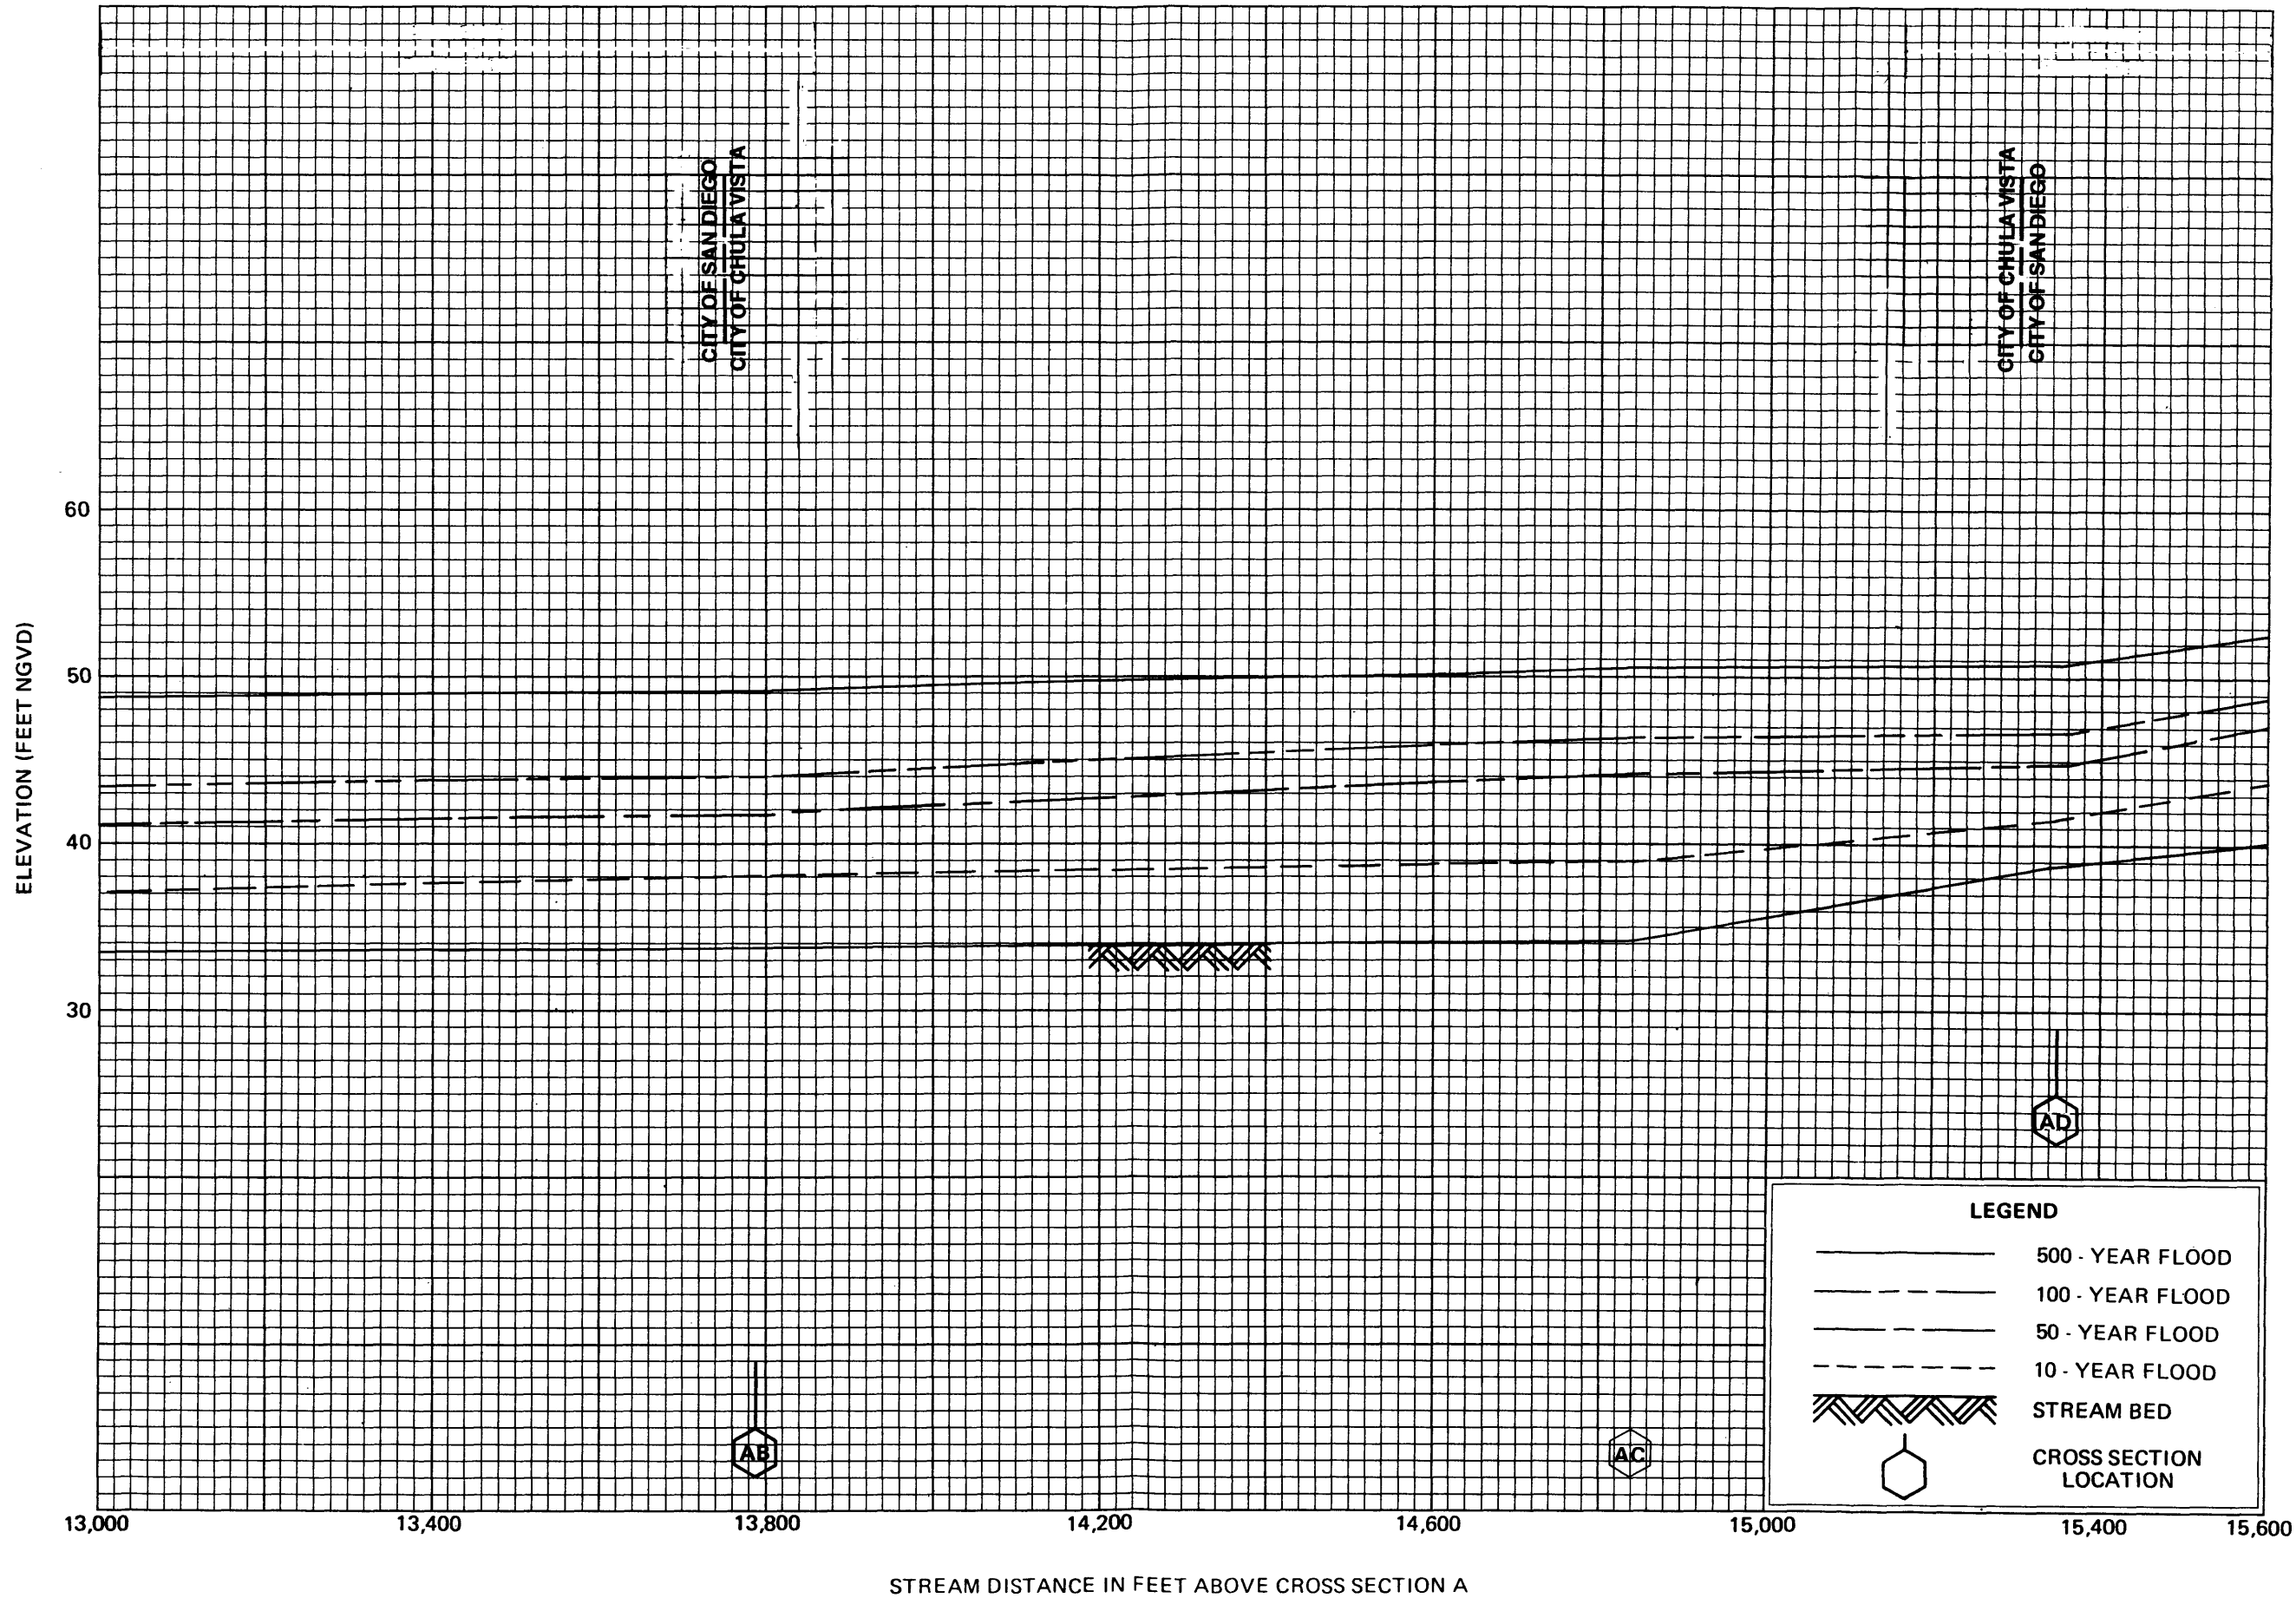 CITY OF SAN DIEGO
CITY OF CHULA VISTA
CITY OF CHULA VISTA
CITY OF SAN DIEGO
ELEVATION (FEET NGVD)
60
50
40
30
AD
AB
AC
LEGEND
500 - YEAR FLOOD
100 - YEAR FLOOD
50 - YEAR FLOOD
10 - YEAR FLOOD
STREAM BED
CROSS SECTION
LOCATION
13,000
13,400
13,800
14,200
14,600
15,000
15,400
15,600
STREAM DISTANCE IN FEET ABOVE CROSS SECTION A